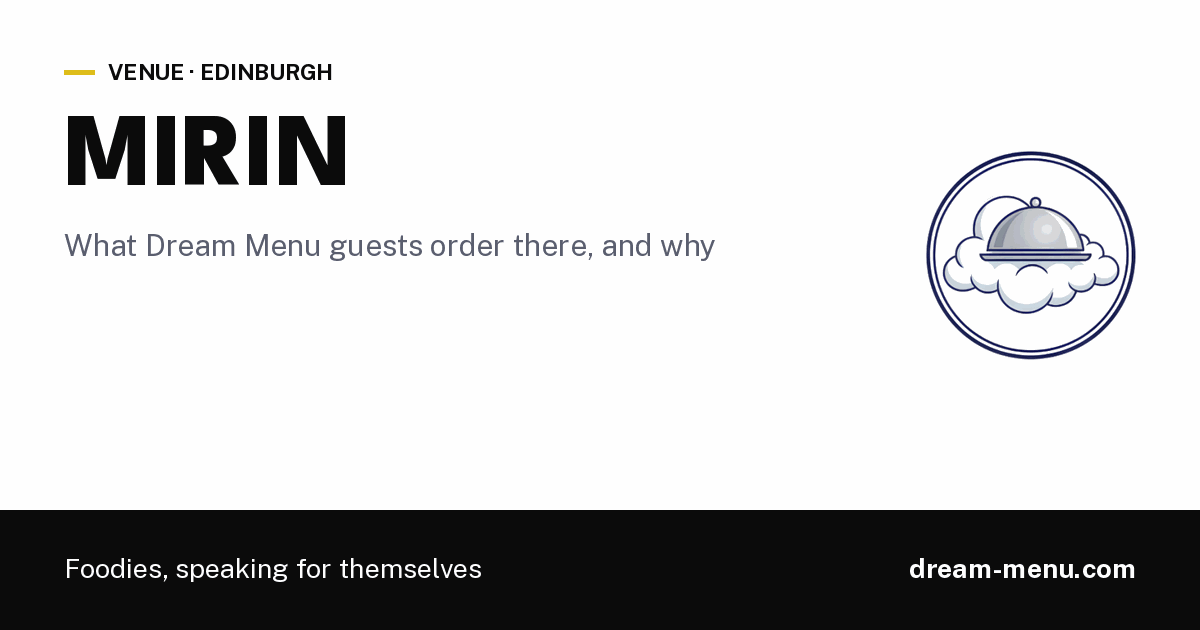 VENUE · EDINBURGH
MIRIN
What Dream Menu guests order there, and why
Foodies, speaking for themselves
dream-menu.com